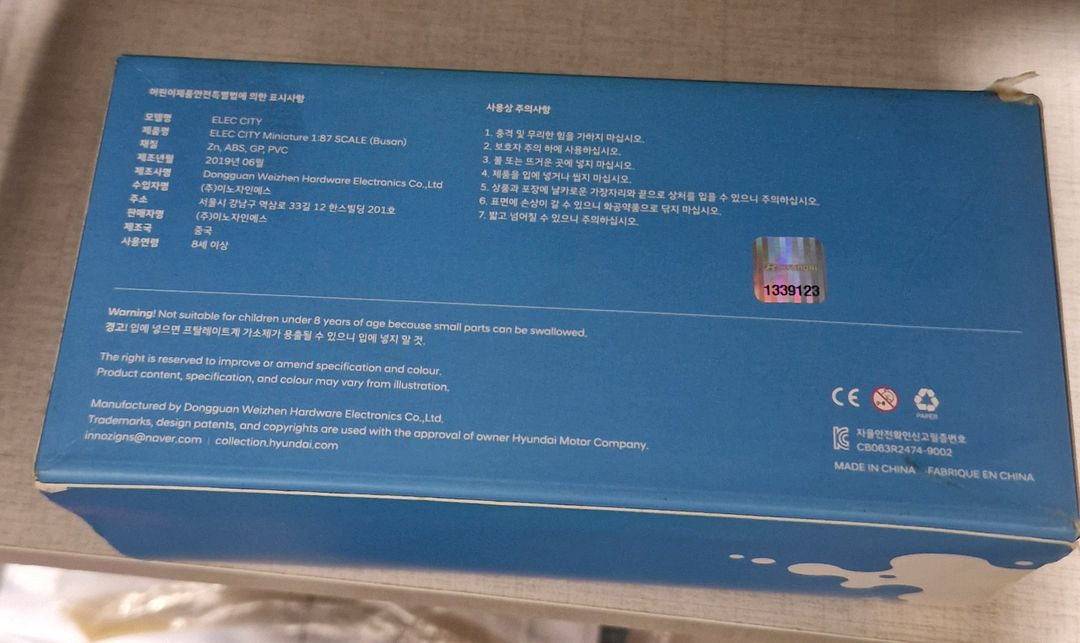 어린이제품안전특별법에 의한 표시사항
모델명 ELEC CITY
제품명 ELEC CITY Miniature 1:87 SCALE (Busan)
재질 Zn, ABS, GP, PVC
제조년월 2019년 06월
제조사명 Dongguan Weizhen Hardware Electronics Co.,Ltd
수입자명 (주)이노자인에스
주소 서울시 강남구 역삼로 33길 12 한스빌딩 201호
판매자명 (주)이노자인에스
제조국 중국
사용연령 8세 이상
사용상 주의사항
1. 충격 및 무리한 힘을 가하지 마십시오.
2. 보호자 주의 하에 사용하십시오.
3. 불 또는 뜨거운 곳에 넣지 마십시오.
4. 제품을 입에 넣거나 씹지 마십시오.
5. 상품과 포장에 날카로운 가장자리와 끝으로 상처를 입을 수 있으니 주의하십시오.
6. 표면에 손상이 갈 수 있으니 화공약품으로 닦지 마십시오.
7. 밟고 넘어질 수 있으니 주의하십시오.
HYUNDAI
1339123
Warning! Not suitable for children under 8 years of age because small parts can be swallowed.
경고! 입에 넣으면 프탈레이트계 가소제가 용출될 수 있으니 입에 넣지 말 것.
The right is reserved to improve or amend specification and colour.
Product content, specification, and colour may vary from illustration.
Manufactured by Dongguan Weizhen Hardware Electronics Co.,Ltd.
Trademarks, design patents, and copyrights are used with the approval of owner Hyundai Motor Company.
innozigns@naver.com | collection.hyundai.com
CE
0-3
PAPER
자율안전확인신고필증번호
CB063R2474-9002
MADE IN CHINA FABRIQUE EN CHINA